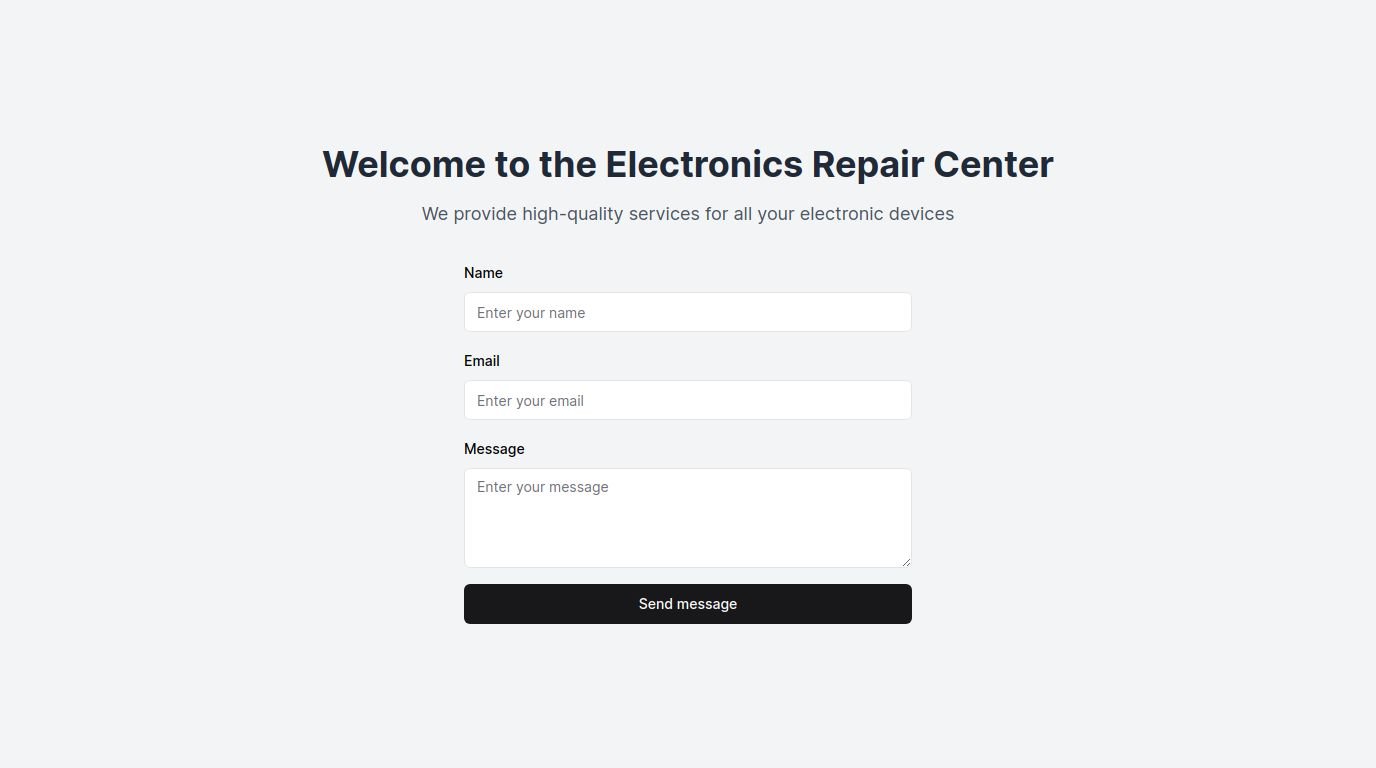 Welcome to the Electronics Repair Center
We provide high-quality services for all your electronic devices
Name
Enter your name
Email
Enter your email
Message
Enter your message
Send message